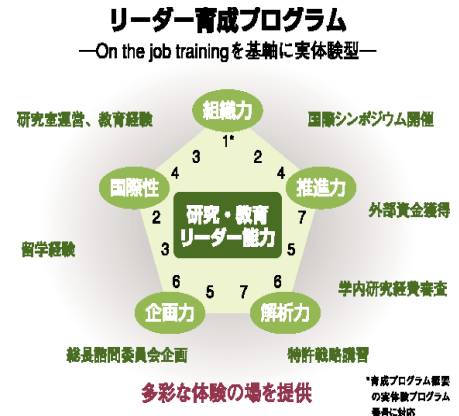 リーダー育成プログラム
―On the job trainingを基軸に実体験型―
組織力
研究室運営、教育経験
国際シンポジウム開催
1*
3
2
4
4
国際性
推進力
研究・教育
リーダー能力
外部資金獲得
2
7
留学経験
3
5
6
5
7
6
学内研究経費審査
企画力
解析力
総長諮問委員会企画
特許戦略講習
多彩な体験の場を提供
*育成プログラム概要
の実体験プログラム
番号に対応